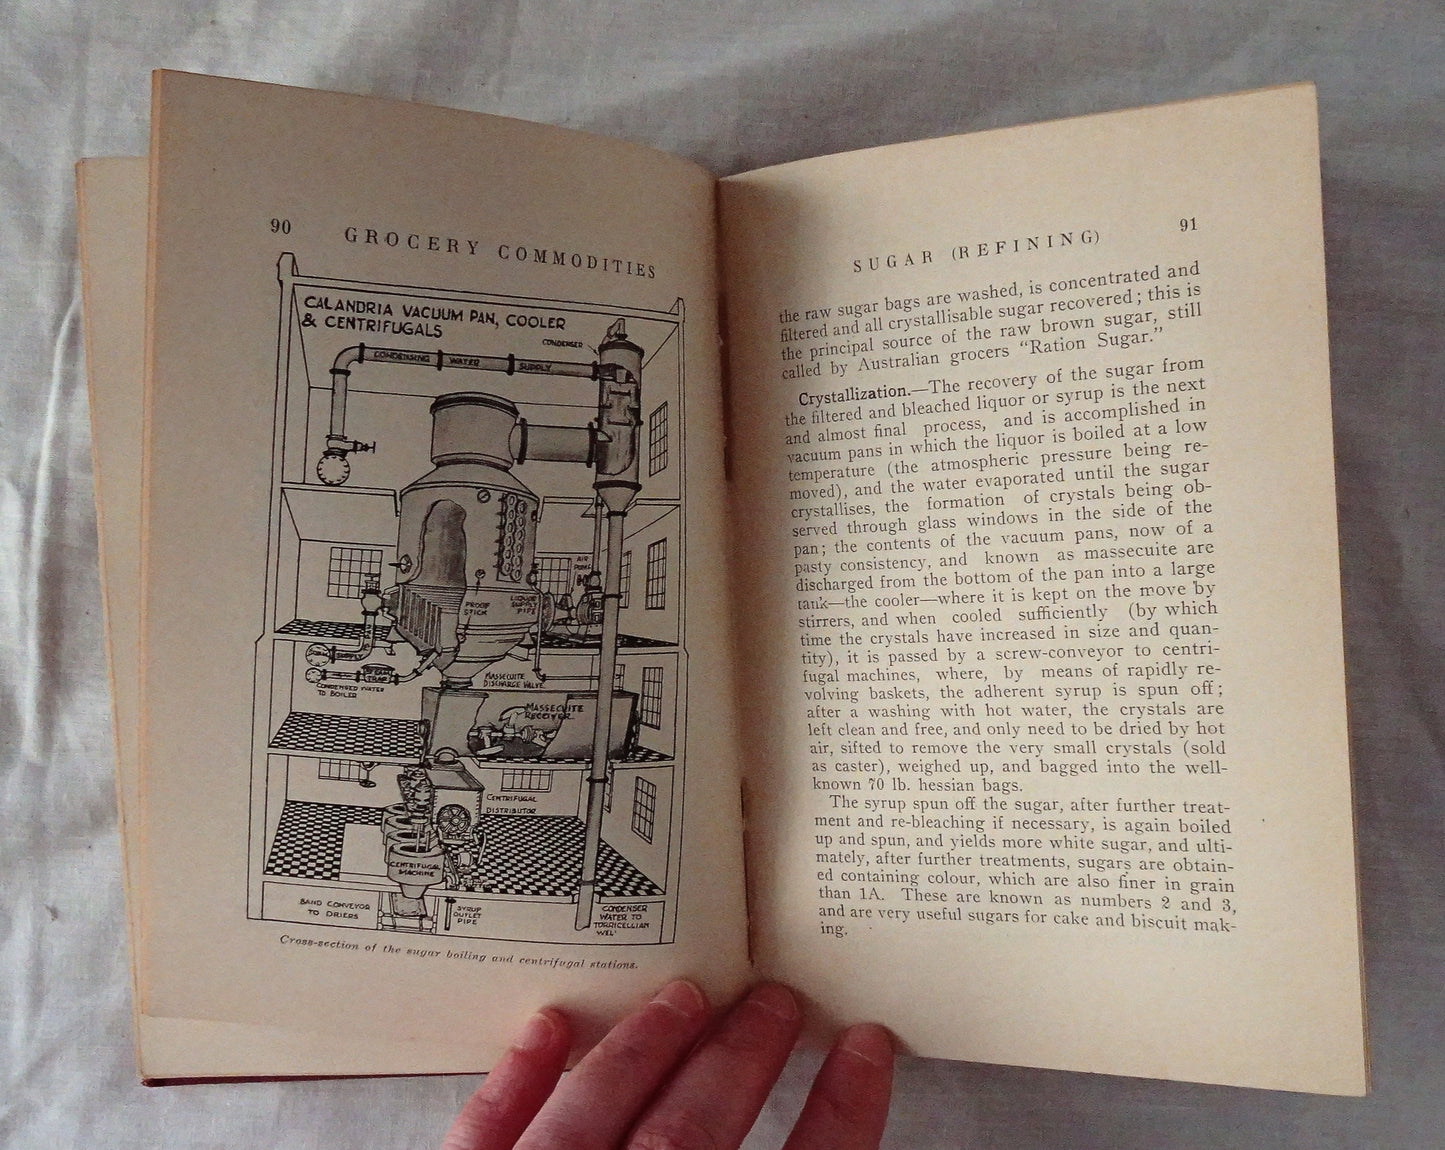 90
GROCERY COMMODITIES
CALANDRIA VACUUM PAN, COOLER
& CENTRIFUGALS
CONDENSER
CONDENSING WATER SUPPLY
AIR
PUMP
PROOF
STICK
LIQUOR
SUPPLY
PIPE
STEAM
SUPPLY
STEAM
TRAP
CONDENSED WATER
TO BOILER
MASSECUITE
DISCHARGE VALVE
MASSECUITE
RECEIVER
CENTRIFUGAL
DISTRIBUTOR
CENTRIFUGAL
MACHINE
BAND CONVEYOR
TO DRIERS
SYRUP
OUTLET
PIPE
CONDENSER
WATER TO
TORRICELLIAN
WELL
Cross-section of the sugar boiling and centrifugal stations.
SUGAR (REFINING)
91
the raw sugar bags are washed, is concentrated and
filtered and all crystallisable sugar recovered; this is
the principal source of the raw brown sugar, still
called by Australian grocers "Ration Sugar."
Crystallization.—The recovery of the sugar from
the filtered and bleached liquor or syrup is the next
and almost final process, and is accomplished in
vacuum pans in which the liquor is boiled at a low
temperature (the atmospheric pressure being re-
moved), and the water evaporated until the sugar
crystallises, the formation of crystals being ob-
served through glass windows in the side of the
pan; the contents of the vacuum pans, now of a
pasty consistency, and known as massecuite are
discharged from the bottom of the pan into a large
tank—the cooler—where it is kept on the move by
stirrers, and when cooled sufficiently (by which
time the crystals have increased in size and quan-
tity), it is passed by a screw-conveyor to centri-
fugal machines, where, by means of rapidly re-
volving baskets, the adherent syrup is spun off;
after a washing with hot water, the crystals are
left clean and free, and only need to be dried by hot
air, sifted to remove the very small crystals (sold
as caster), weighed up, and bagged into the well-
known 70 lb. hessian bags.
The syrup spun off the sugar, after further treat-
ment and re-bleaching if necessary, is again boiled
up and spun, and yields more white sugar, and ulti-
mately, after further treatments, sugars are obtain-
ed containing colour, which are also finer in grain
than 1A. These are known as numbers 2 and 3,
and are very useful sugars for cake and biscuit mak-
ing.